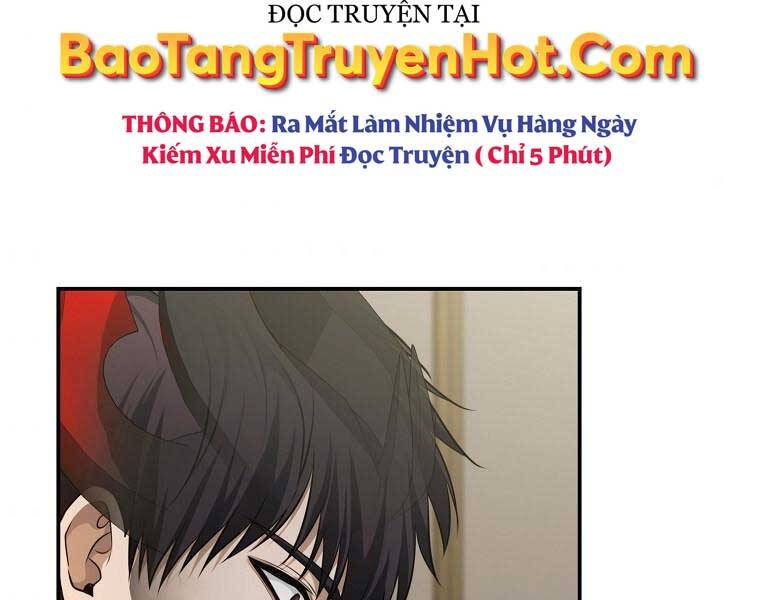 ĐỌC TRUYỆN TẠI
BaoTangTruyenHot.Com
THÔNG BÁO: Ra Mắt Làm Nhiệm Vụ Hàng Ngày
Kiếm Xu Miễn Phí Đọc Truyện ( Chỉ 5 Phút)